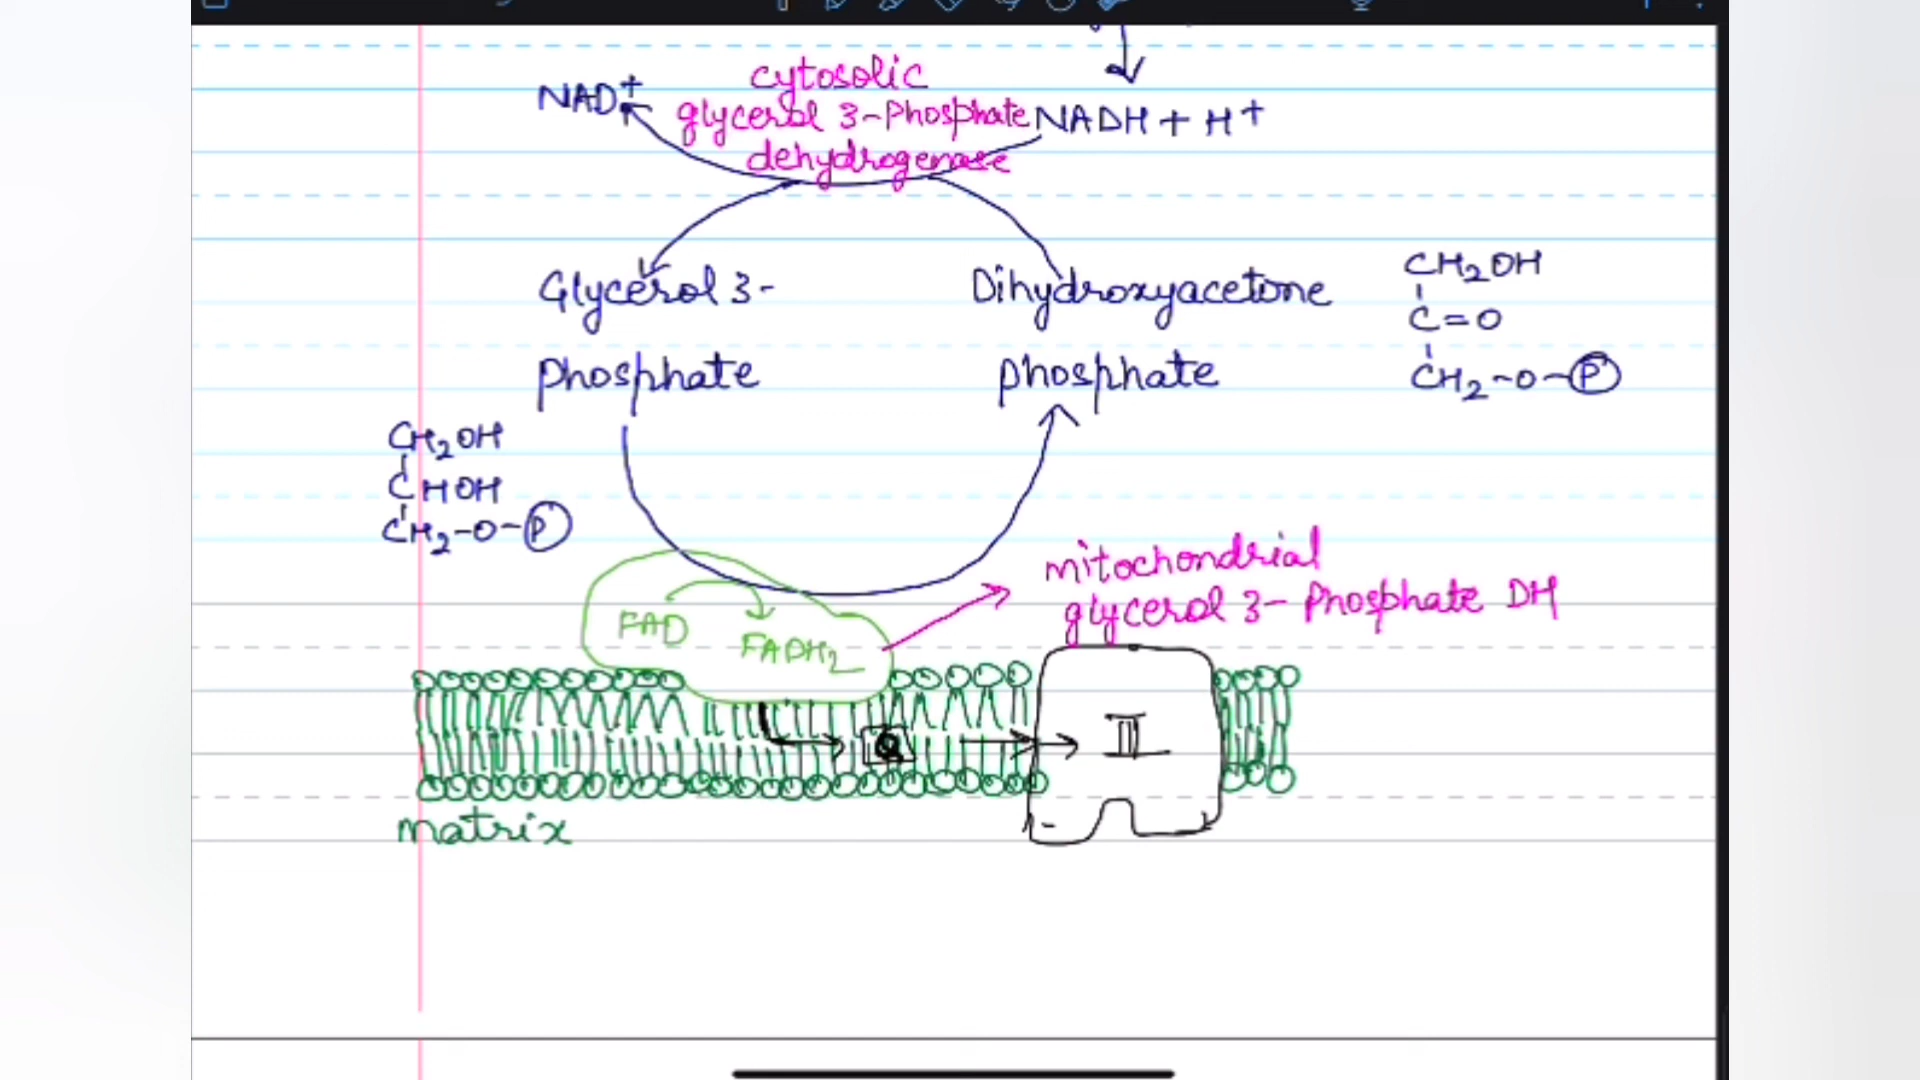 NAD+
cytosolic
glycerol 3-Phosphate
dehydrogenase
NADH + H+
Glycerol 3-
Phosphate
Dihydroxyacetone
phosphate
CH2OH
C=O
CH2-O-P
CH2OH
CHOH
CH2-O-P
mitochondrial
glycerol 3-Phosphate DH
FAD
FADH2
Q
III
matrix